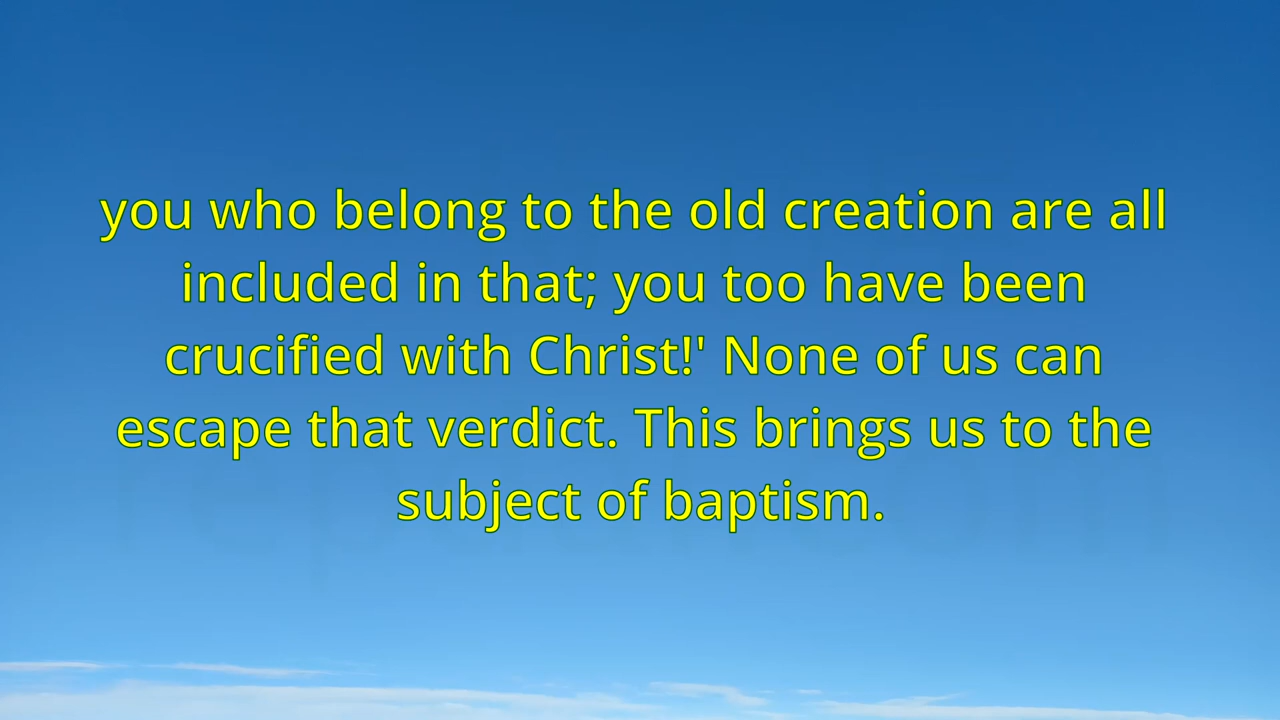 you who belong to the old creation are all
included in that; you too have been
crucified with Christ!' None of us can
escape that verdict. This brings us to the
subject of baptism.